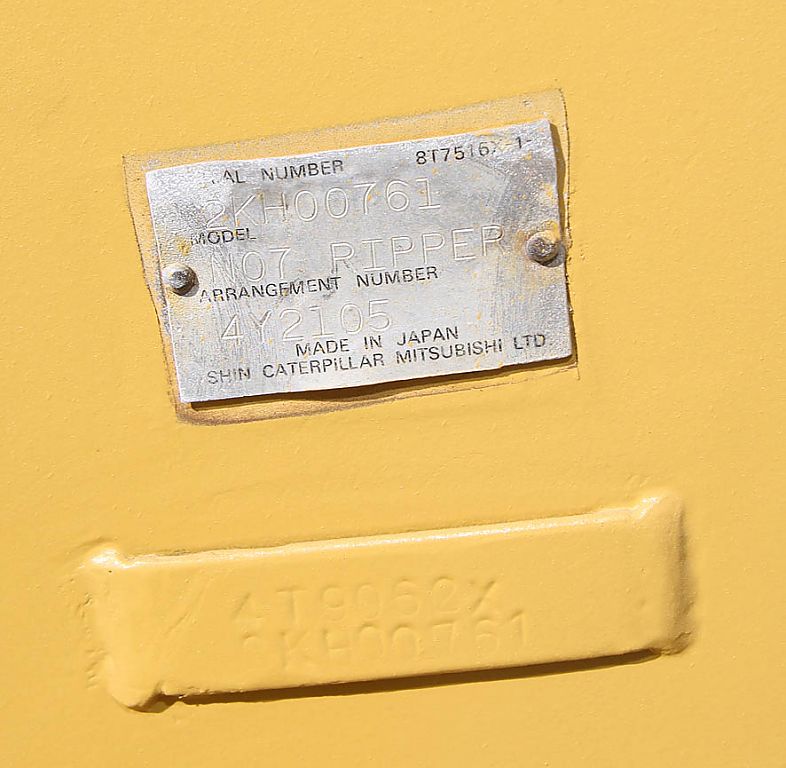 AL NUMBER 8T7516X-1
2KH00761
MODEL
NO7 RIPPER
ARRANGEMENT NUMBER
4Y2105
MADE IN JAPAN
SHIN CATERPILLAR MITSUBISHI LTD.
4T9062X
2KH00761